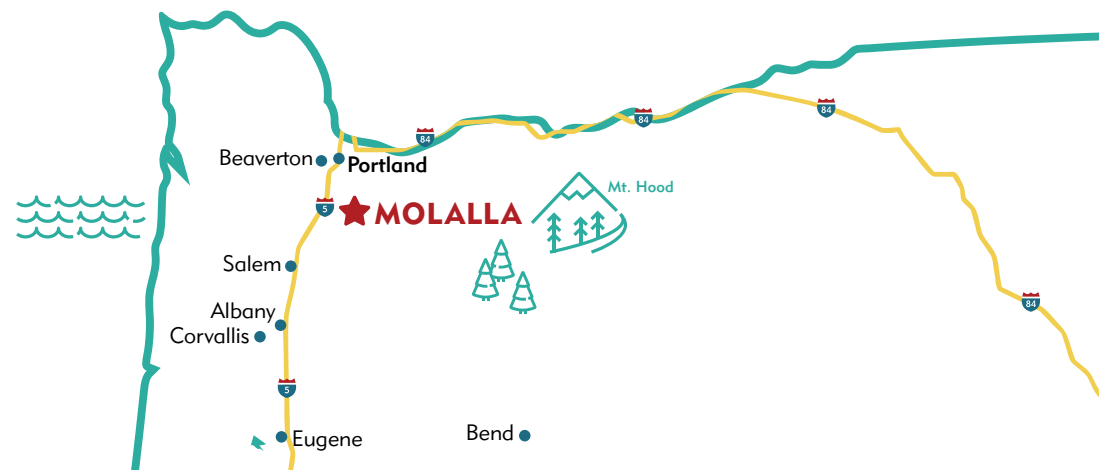 84
84
84
Beaverton
Portland
Mt. Hood
5
MOLALLA
Salem
84
Albany
Corvallis
5
Eugene
Bend